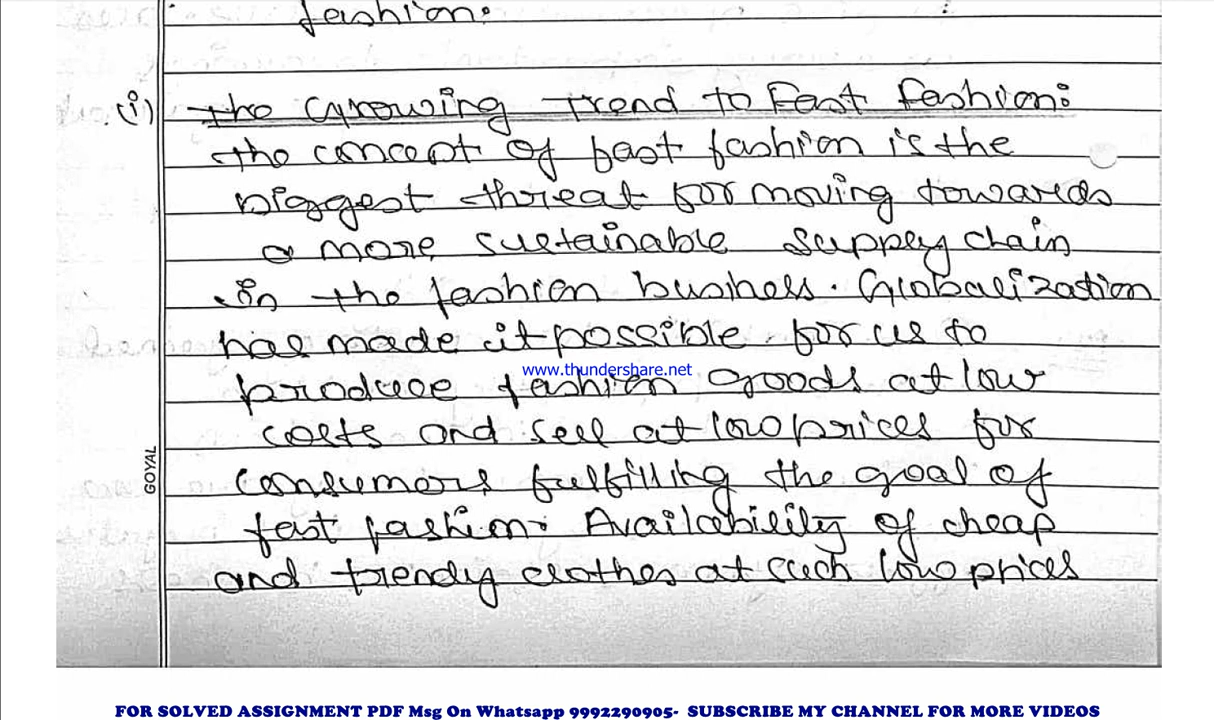 fashion.
(i) The Growing Trend to Fast Fashion:
The concept of fast fashion is the
biggest threat for moving towards
a more sustainable supply chain
in the fashion business. Globalization
has made it possible for us to
www.thundershare.net
produce fashion goods at low
costs and sell at low prices for
GOYAL
consumers fulfilling the goal of
fast fashion. Availability of cheap
and trendy clothes at such low prices
FOR SOLVED ASSIGNMENT PDF Msg On Whatsapp 9992290905- SUBSCRIBE MY CHANNEL FOR MORE VIDEOS